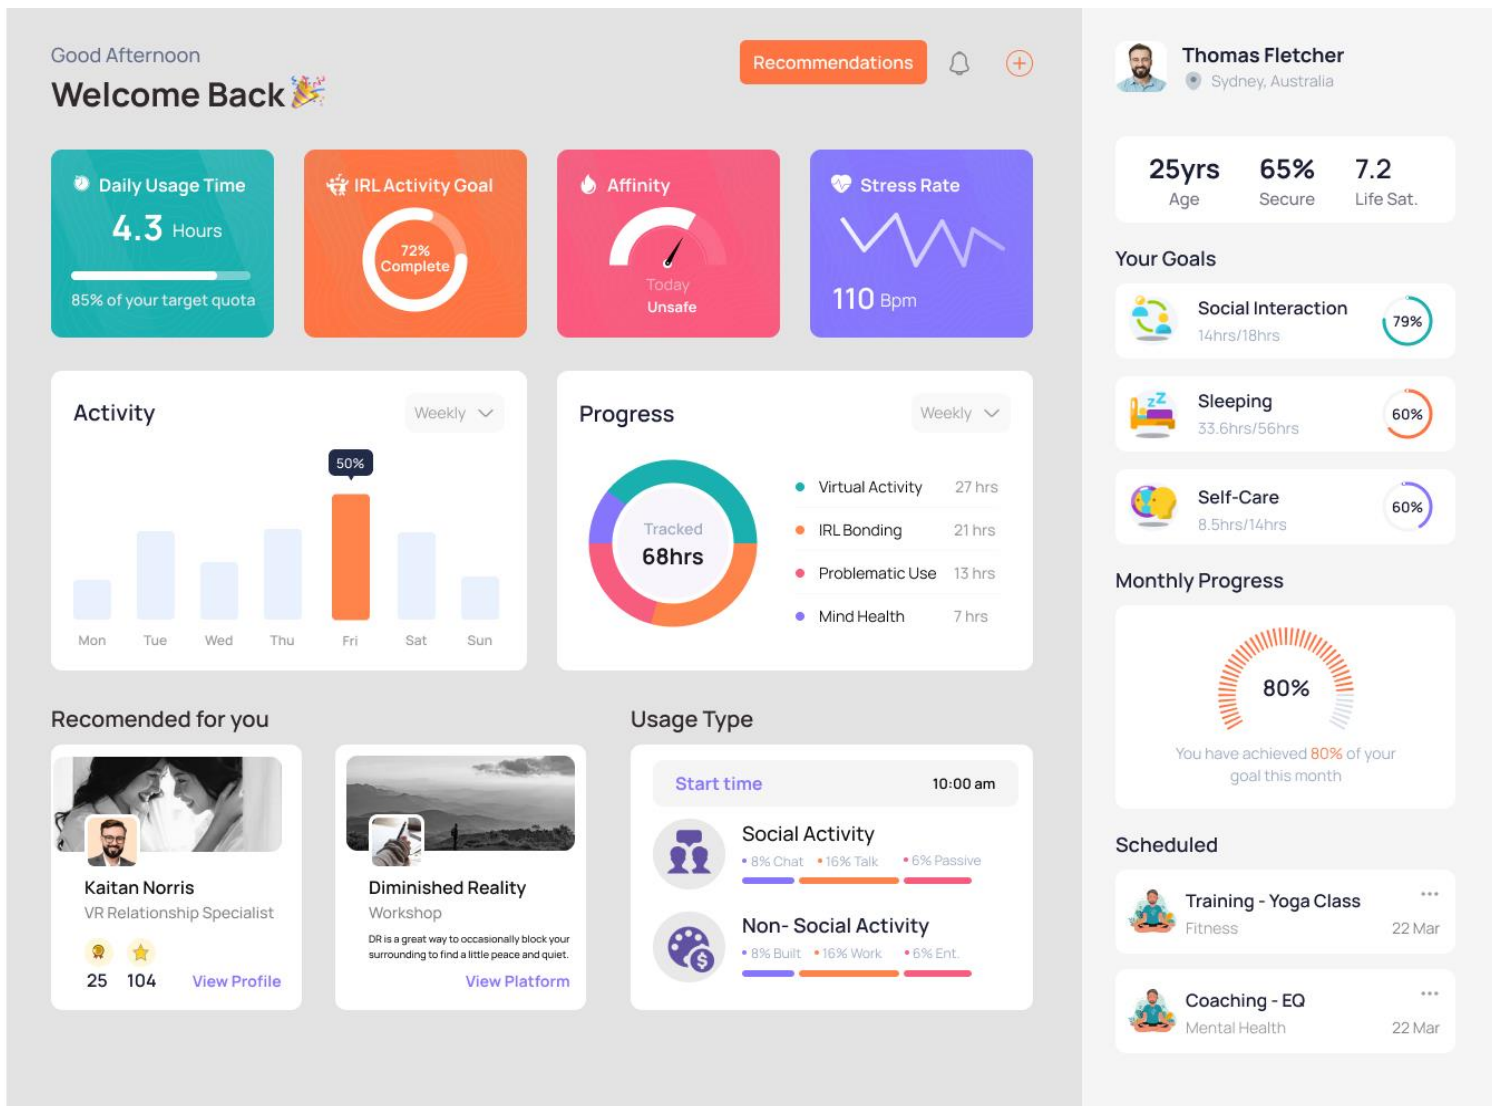 Good Afternoon
Welcome Back
Recommendations
Daily Usage Time
4.3 Hours
85% of your target quota
IRL Activity Goal
72%
Complete
Affinity
Today
Unsafe
Stress Rate
110 Bpm
Activity
Weekly
50%
Mon Tue Wed Thu Fri Sat Sun
Progress
Weekly
Tracked
68hrs
Virtual Activity 27 hrs
IRL Bonding 21 hrs
Problematic Use 13 hrs
Mind Health 7 hrs
Recomended for you
Kaitan Norris
VR Relationship Specialist
25 104 View Profile
Diminished Reality
Workshop
DR is a great way to occasionally block your
surrounding to find a little peace and quiet.
View Platform
Usage Type
Start time 10:00 am
Social Activity
8% Chat 16% Talk 6% Passive
Non- Social Activity
8% Built 16% Work 6% Ent.
Thomas Fletcher
Sydney, Australia
25yrs 65% 7.2
Age Secure Life Sat.
Your Goals
Social Interaction
14hrs/18hrs
79%
Sleeping
33.6hrs/56hrs
60%
Self-Care
8.5hrs/14hrs
60%
Monthly Progress
80%
You have achieved 80% of your
goal this month
Scheduled
Training - Yoga Class
Fitness 22 Mar
Coaching - EQ
Mental Health 22 Mar